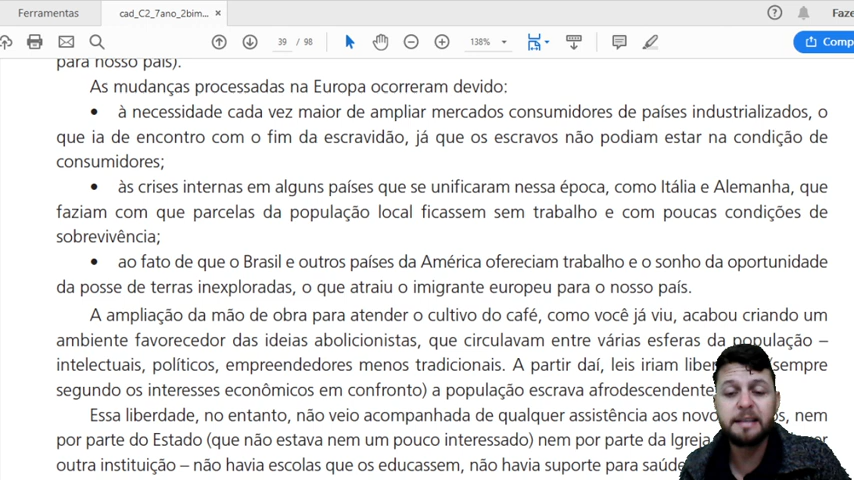 Ferramentas
cad_C2_7ano_2bim... ×
? Faze
39 / 98
138%
Comp
para nosso país).
As mudanças processadas na Europa ocorreram devido:
• à necessidade cada vez maior de ampliar mercados consumidores de países industrializados, o
que ia de encontro com o fim da escravidão, já que os escravos não podiam estar na condição de
consumidores;
• às crises internas em alguns países que se unificaram nessa época, como Itália e Alemanha, que
faziam com que parcelas da população local ficassem sem trabalho e com poucas condições de
sobrevivência;
• ao fato de que o Brasil e outros países da América ofereciam trabalho e o sonho da oportunidade
da posse de terras inexploradas, o que atraiu o imigrante europeu para o nosso país.
A ampliação da mão de obra para atender o cultivo do café, como você já viu, acabou criando um
ambiente favorecedor das ideias abolicionistas, que circulavam entre várias esferas da população –
intelectuais, políticos, empreendedores menos tradicionais. A partir daí, leis iriam (sempre
segundo os interesses econômicos em confronto) a população escrava afrodescendente
Essa liberdade, no entanto, não veio acompanhada de qualquer assistência aos nem
por parte do Estado (que não estava nem um pouco interessado) nem por parte da Igreja
outra instituição – não havia escolas que os educassem, não havia suporte para saúde